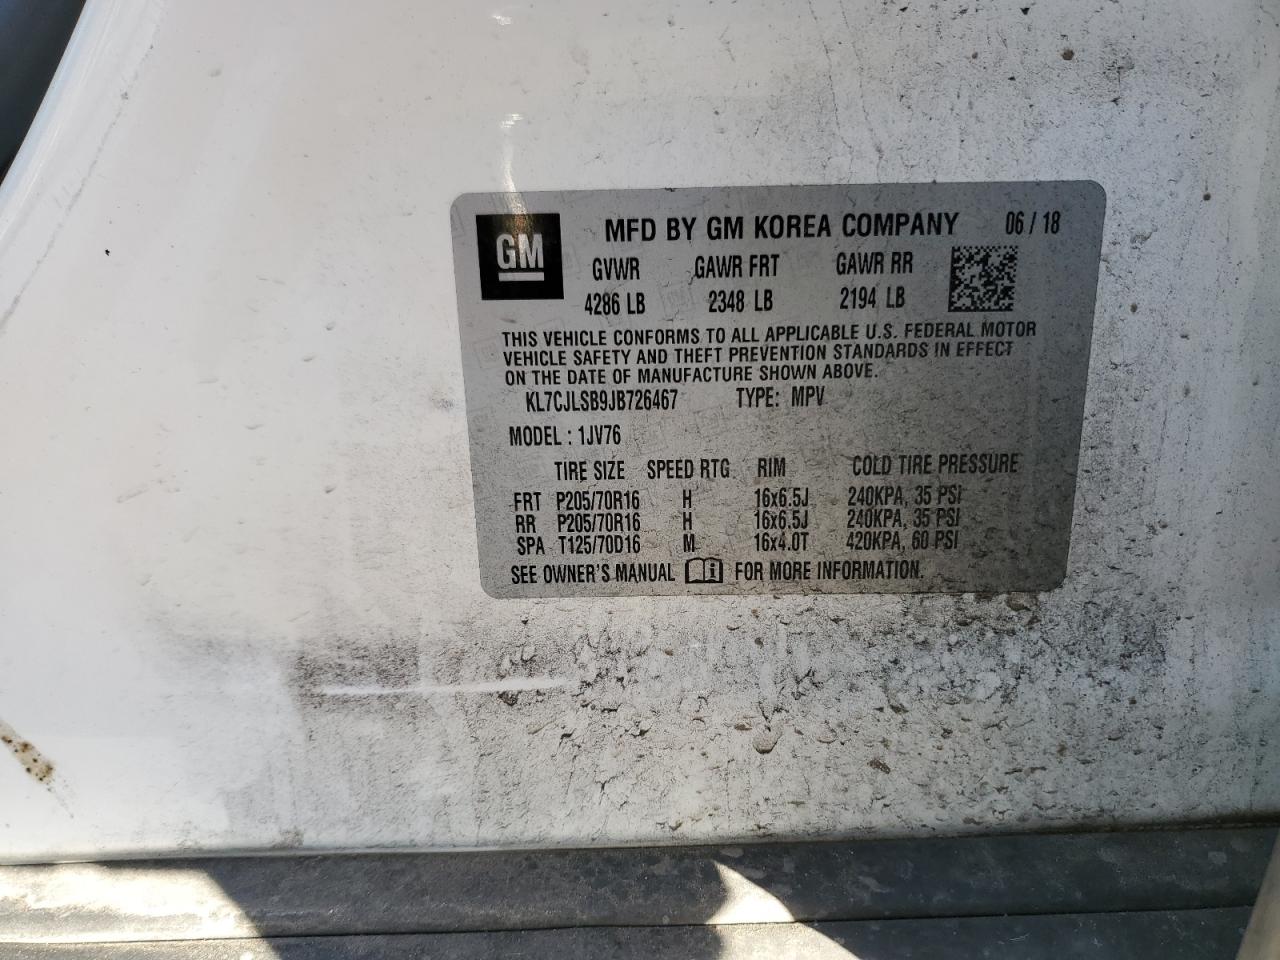 GM
MFD BY GM KOREA COMPANY 06 / 18
GVWR GAWR FRT GAWR RR
4286 LB 2348 LB 2194 LB
THIS VEHICLE CONFORMS TO ALL APPLICABLE U.S. FEDERAL MOTOR
VEHICLE SAFETY AND THEFT PREVENTION STANDARDS IN EFFECT
ON THE DATE OF MANUFACTURE SHOWN ABOVE.
KL7CJLSB9JB726467 TYPE: MPV
MODEL : 1JV76
TIRE SIZE SPEED RTG RIM COLD TIRE PRESSURE
FRT P205/70R16 H 16x6.5J 240KPA, 35 PSI
RR P205/70R16 H 16x6.5J 240KPA, 35 PSI
SPA T125/70D16 M 16x4.0T 420KPA, 60 PSI
SEE OWNER'S MANUAL i FOR MORE INFORMATION.